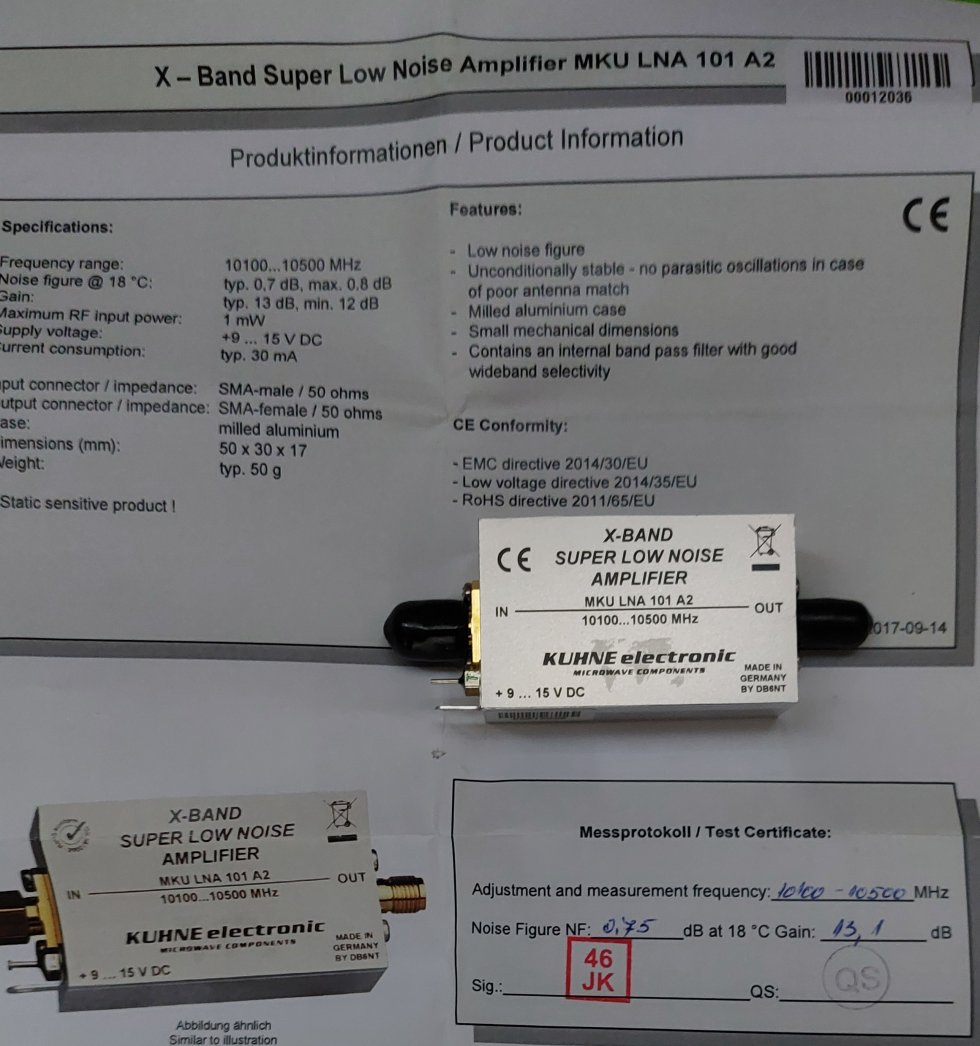 X – Band Super Low Noise Amplifier MKU LNA 101 A2
00012036
Produktinformationen / Product Information
Specifications:
Frequency range: 10100...10500 MHz
Noise figure @ 18 °C: typ. 0,7 dB, max. 0.8 dB
Gain: typ. 13 dB, min. 12 dB
Maximum RF input power: 1 mW
Supply voltage: +9 ... 15 V DC
urrent consumption: typ. 30 mA
put connector / impedance: SMA-male / 50 ohms
utput connector / impedance: SMA-female / 50 ohms
ase: milled aluminium
imensions (mm): 50 x 30 x 17
Weight: typ. 50 g
Static sensitive product !
Features:
CE
- Low noise figure
- Unconditionally stable - no parasitic oscillations in case
of poor antenna match
- Milled aluminium case
- Small mechanical dimensions
- Contains an internal band pass filter with good
wideband selectivity
CE Conformity:
- EMC directive 2014/30/EU
- Low voltage directive 2014/35/EU
- RoHS directive 2011/65/EU
2017-09-14
CE
X-BAND
SUPER LOW NOISE
AMPLIFIER
IN MKU LNA 101 A2 OUT
10100...10500 MHz
KUHNE electronic
MICROWAVE COMPONENTS
+ 9 ... 15 V DC
MADE IN
GERMANY
BY DB6NT
X-BAND
SUPER LOW NOISE
AMPLIFIER
IN MKU LNA 101 A2 OUT
10100...10500 MHz
KUHNE electronic
MICROWAVE COMPONENTS
+ 9 ... 15 V DC
MADE IN
GERMANY
BY DB6NT
Abbildung ähnlich
Similar to illustration
Messprotokoll / Test Certificate:
Adjustment and measurement frequency: 10100 - 10500 MHz
Noise Figure NF: 0,75 dB at 18 °C Gain: 13,1 dB
46
JK
Sig.: QS: QS